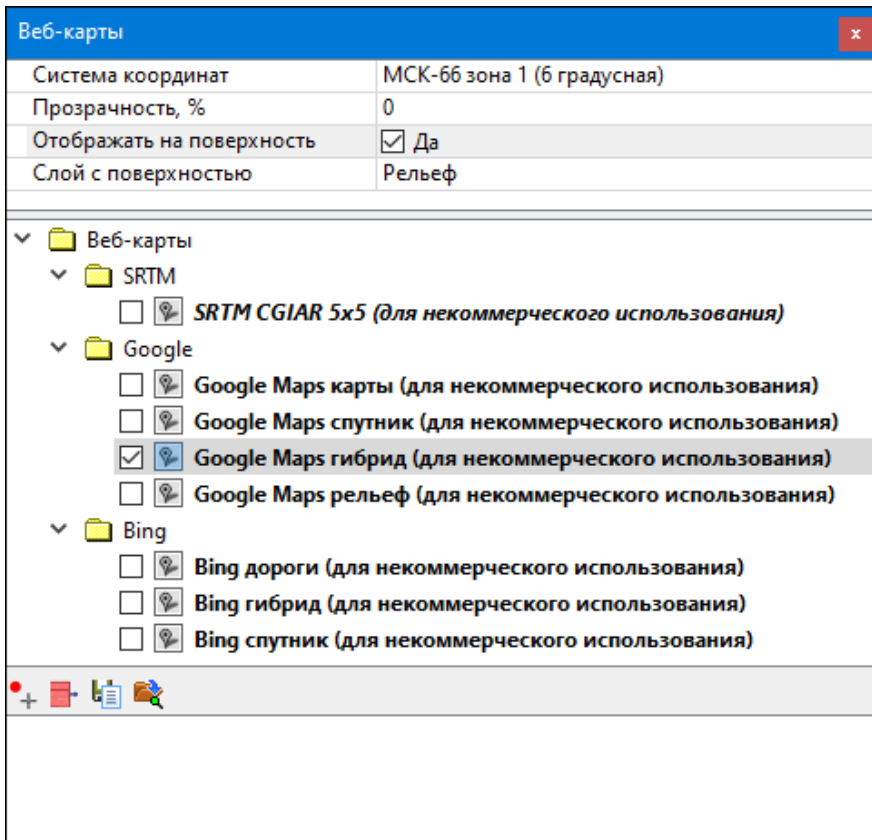 Веб-карты
x
Система координат МСК-66 зона 1 (6 градусная)
Прозрачность, % 0
Отображать на поверхность Да
Слой с поверхностью Рельеф
Веб-карты
SRTM
SRTM CGIAR 5x5 (для некоммерческого использования)
Google
Google Maps карты (для некоммерческого использования)
Google Maps спутник (для некоммерческого использования)
Google Maps гибрид (для некоммерческого использования)
Google Maps рельеф (для некоммерческого использования)
Bing
Bing дороги (для некоммерческого использования)
Bing гибрид (для некоммерческого использования)
Bing спутник (для некоммерческого использования)